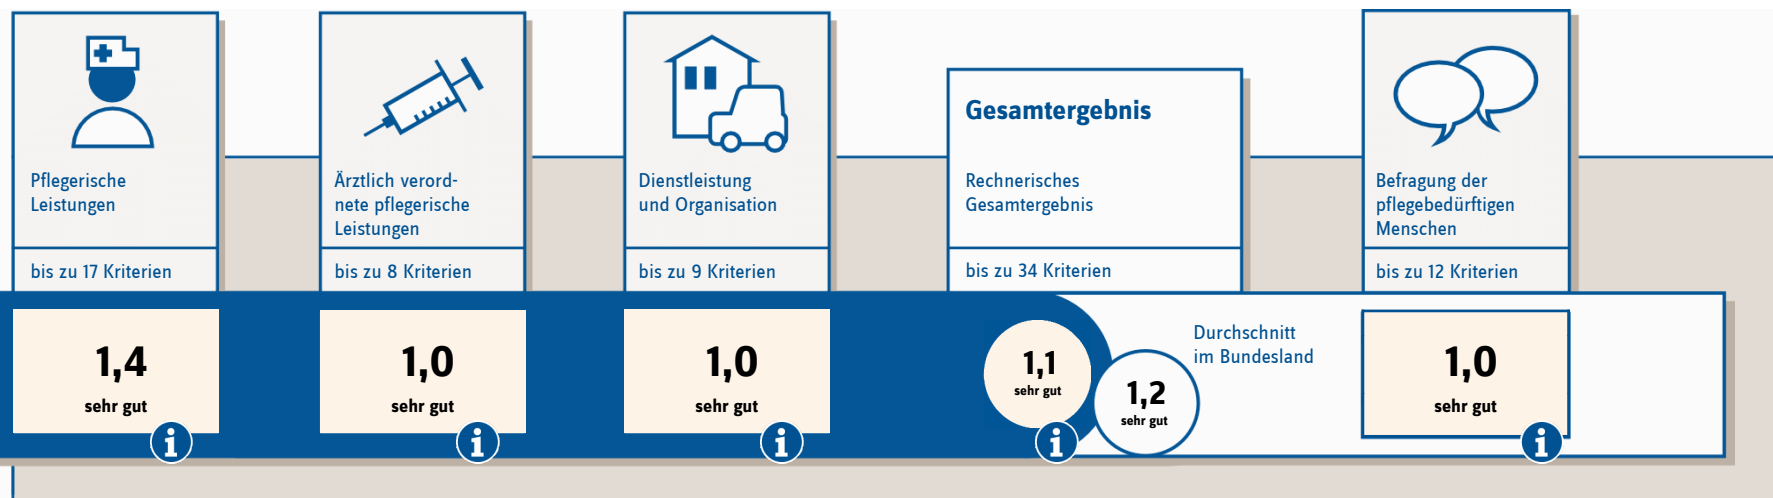 Pflegerische
Leistungen
bis zu 17 Kriterien
1,4
sehr gut
i
Ärztlich verord-
nete pflegerische
Leistungen
bis zu 8 Kriterien
1,0
sehr gut
i
Dienstleistung
und Organisation
bis zu 9 Kriterien
1,0
sehr gut
i
Gesamtergebnis
Rechnerisches
Gesamtergebnis
bis zu 34 Kriterien
1,1
sehr gut
i
1,2
sehr gut
Durchschnitt
im Bundesland
Befragung der
pflegebedürftigen
Menschen
bis zu 12 Kriterien
1,0
sehr gut
i